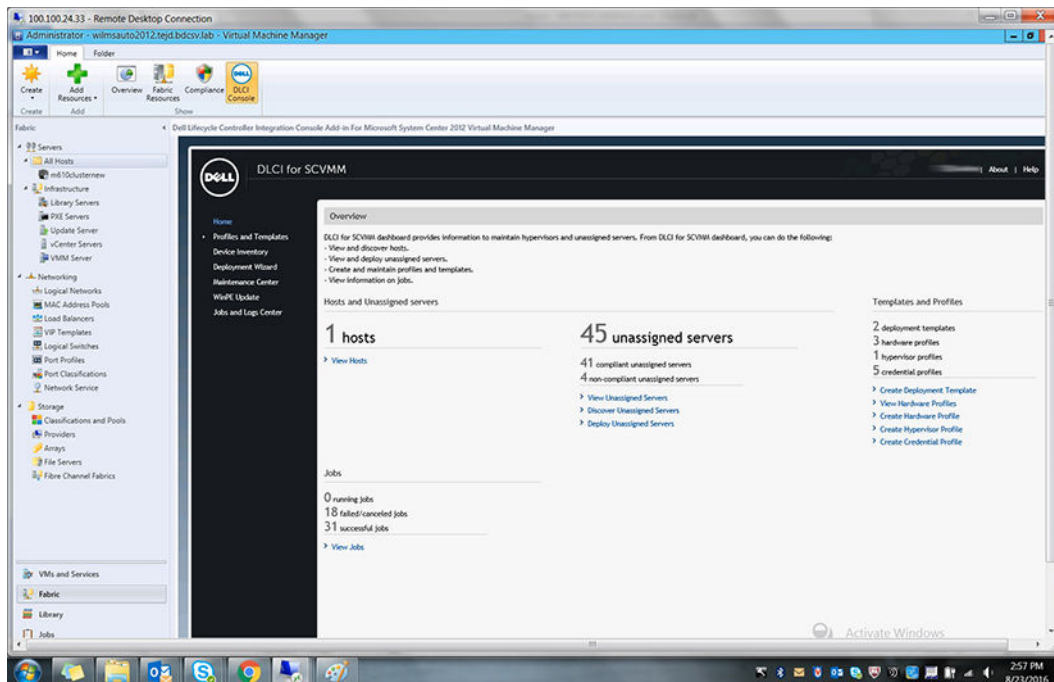 100.100.24.33 - Remote Desktop Connection
Administrator - wilmsauto2012.tejd.bdcsv.lab - Virtual Machine Manager
Home Folder
Create
Add Resources
Overview
Fabric Resources
Compliance
DELL
DLCI Console
Create Add Show
Fabric
Dell Lifecycle Controller Integration Console Add-in For Microsoft System Center 2012 Virtual Machine Manager
Servers
All Hosts
m610clusternew
Infrastructure
Library Servers
PXE Servers
Update Server
vCenter Servers
VMM Server
Networking
Logical Networks
MAC Address Pools
Load Balancers
VIP Templates
Logical Switches
Port Profiles
Port Classifications
Network Service
Storage
Classifications and Pools
Providers
Arrays
File Servers
Fibre Channel Fabrics
VMs and Services
Fabric
Library
Jobs
DELL
DLCI for SCVMM
| About | Help
Home
Profiles and Templates
Device Inventory
Deployment Wizard
Maintenance Center
WinPE Update
Jobs and Logs Center
Overview
DLCI for SCVMM dashboard provides information to maintain hypervisors and unassigned servers. From DLCI for SCVMM dashboard, you can do the following:
- View and discover hosts.
- View and deploy unassigned servers.
- Create and maintain profiles and templates.
- View information on jobs.
Hosts and Unassigned servers
1 hosts
View Hosts
45 unassigned servers
41 compliant unassigned servers
4 non-compliant unassigned servers
View Unassigned Servers
Discover Unassigned Servers
Deploy Unassigned Servers
Templates and Profiles
2 deployment templates
3 hardware profiles
1 hypervisor profiles
5 credential profiles
Create Deployment Template
View Hardware Profiles
Create Hardware Profile
Create Hypervisor Profile
Create Credential Profile
Jobs
0 running jobs
18 failed/canceled jobs
31 successful jobs
View Jobs
Activate Windows
2:57 PM
8/23/2016